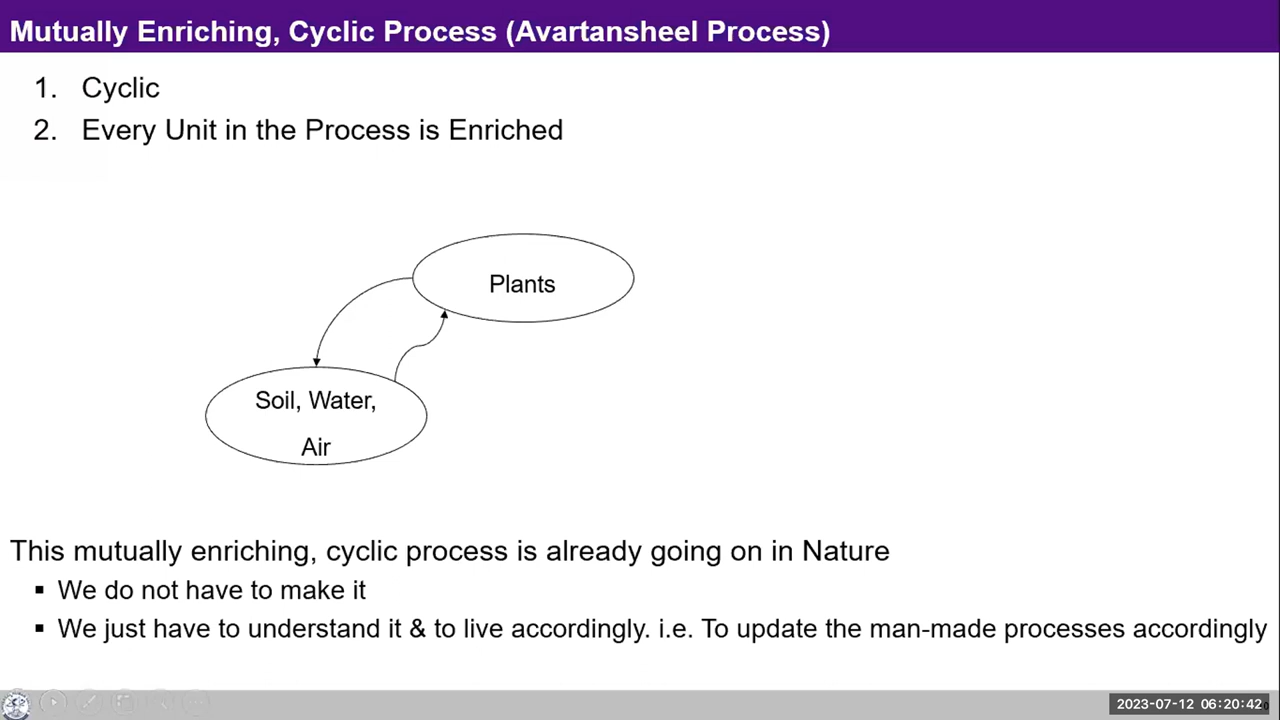 Mutually Enriching, Cyclic Process (Avartansheel Process)
1. Cyclic
2. Every Unit in the Process is Enriched
Plants
Soil, Water,
Air
This mutually enriching, cyclic process is already going on in Nature
▪ We do not have to make it
▪ We just have to understand it & to live accordingly. i.e. To update the man-made processes accordingly
2023-07-12 06:20:42